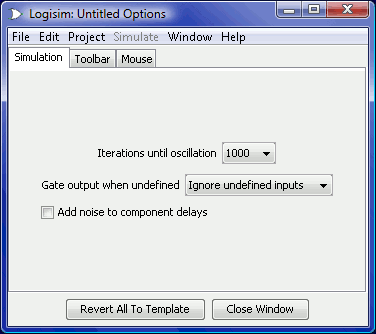 Logisim: Untitled Options
File Edit Project Simulate Window Help
Simulation Toolbar Mouse
Iterations until oscillation 1000
Gate output when undefined Ignore undefined inputs
Add noise to component delays
Revert All To Template Close Window